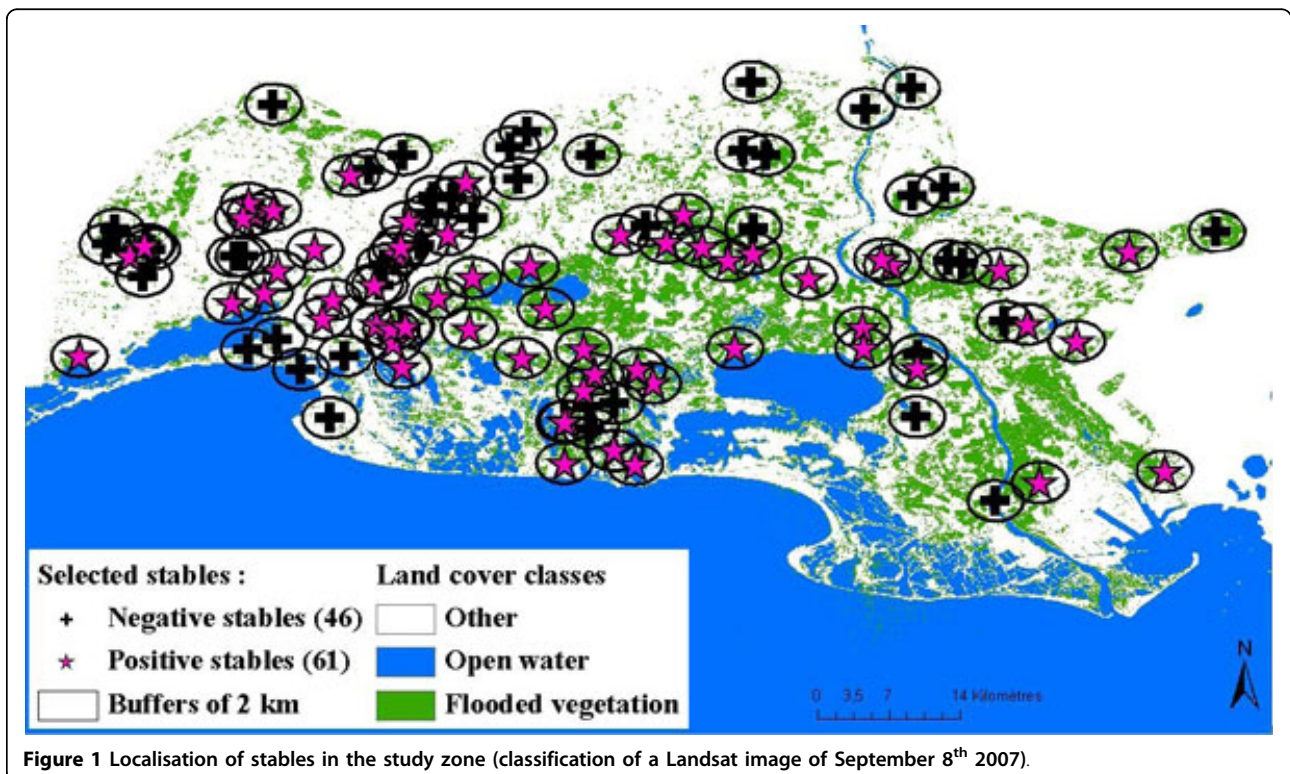 Selected stables :
Negative stables (46)
Positive stables (61)
Buffers of 2 km
Land cover classes
Other
Open water
Flooded vegetation
0 3,5 7 14 Kilomètres
N
Figure 1 Localisation of stables in the study zone (classification of a Landsat image of September 8th 2007).